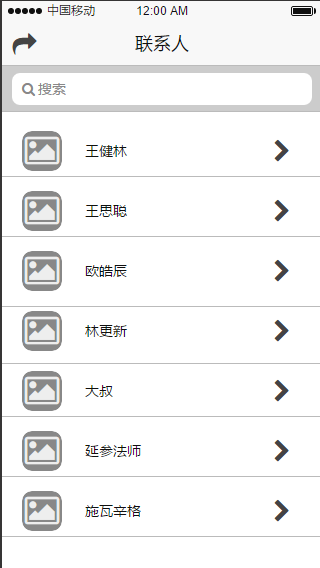 中国移动 12:00 AM
联系人
搜索
王健林
王思聪
欧皓辰
林更新
大叔
延参法师
施瓦辛格